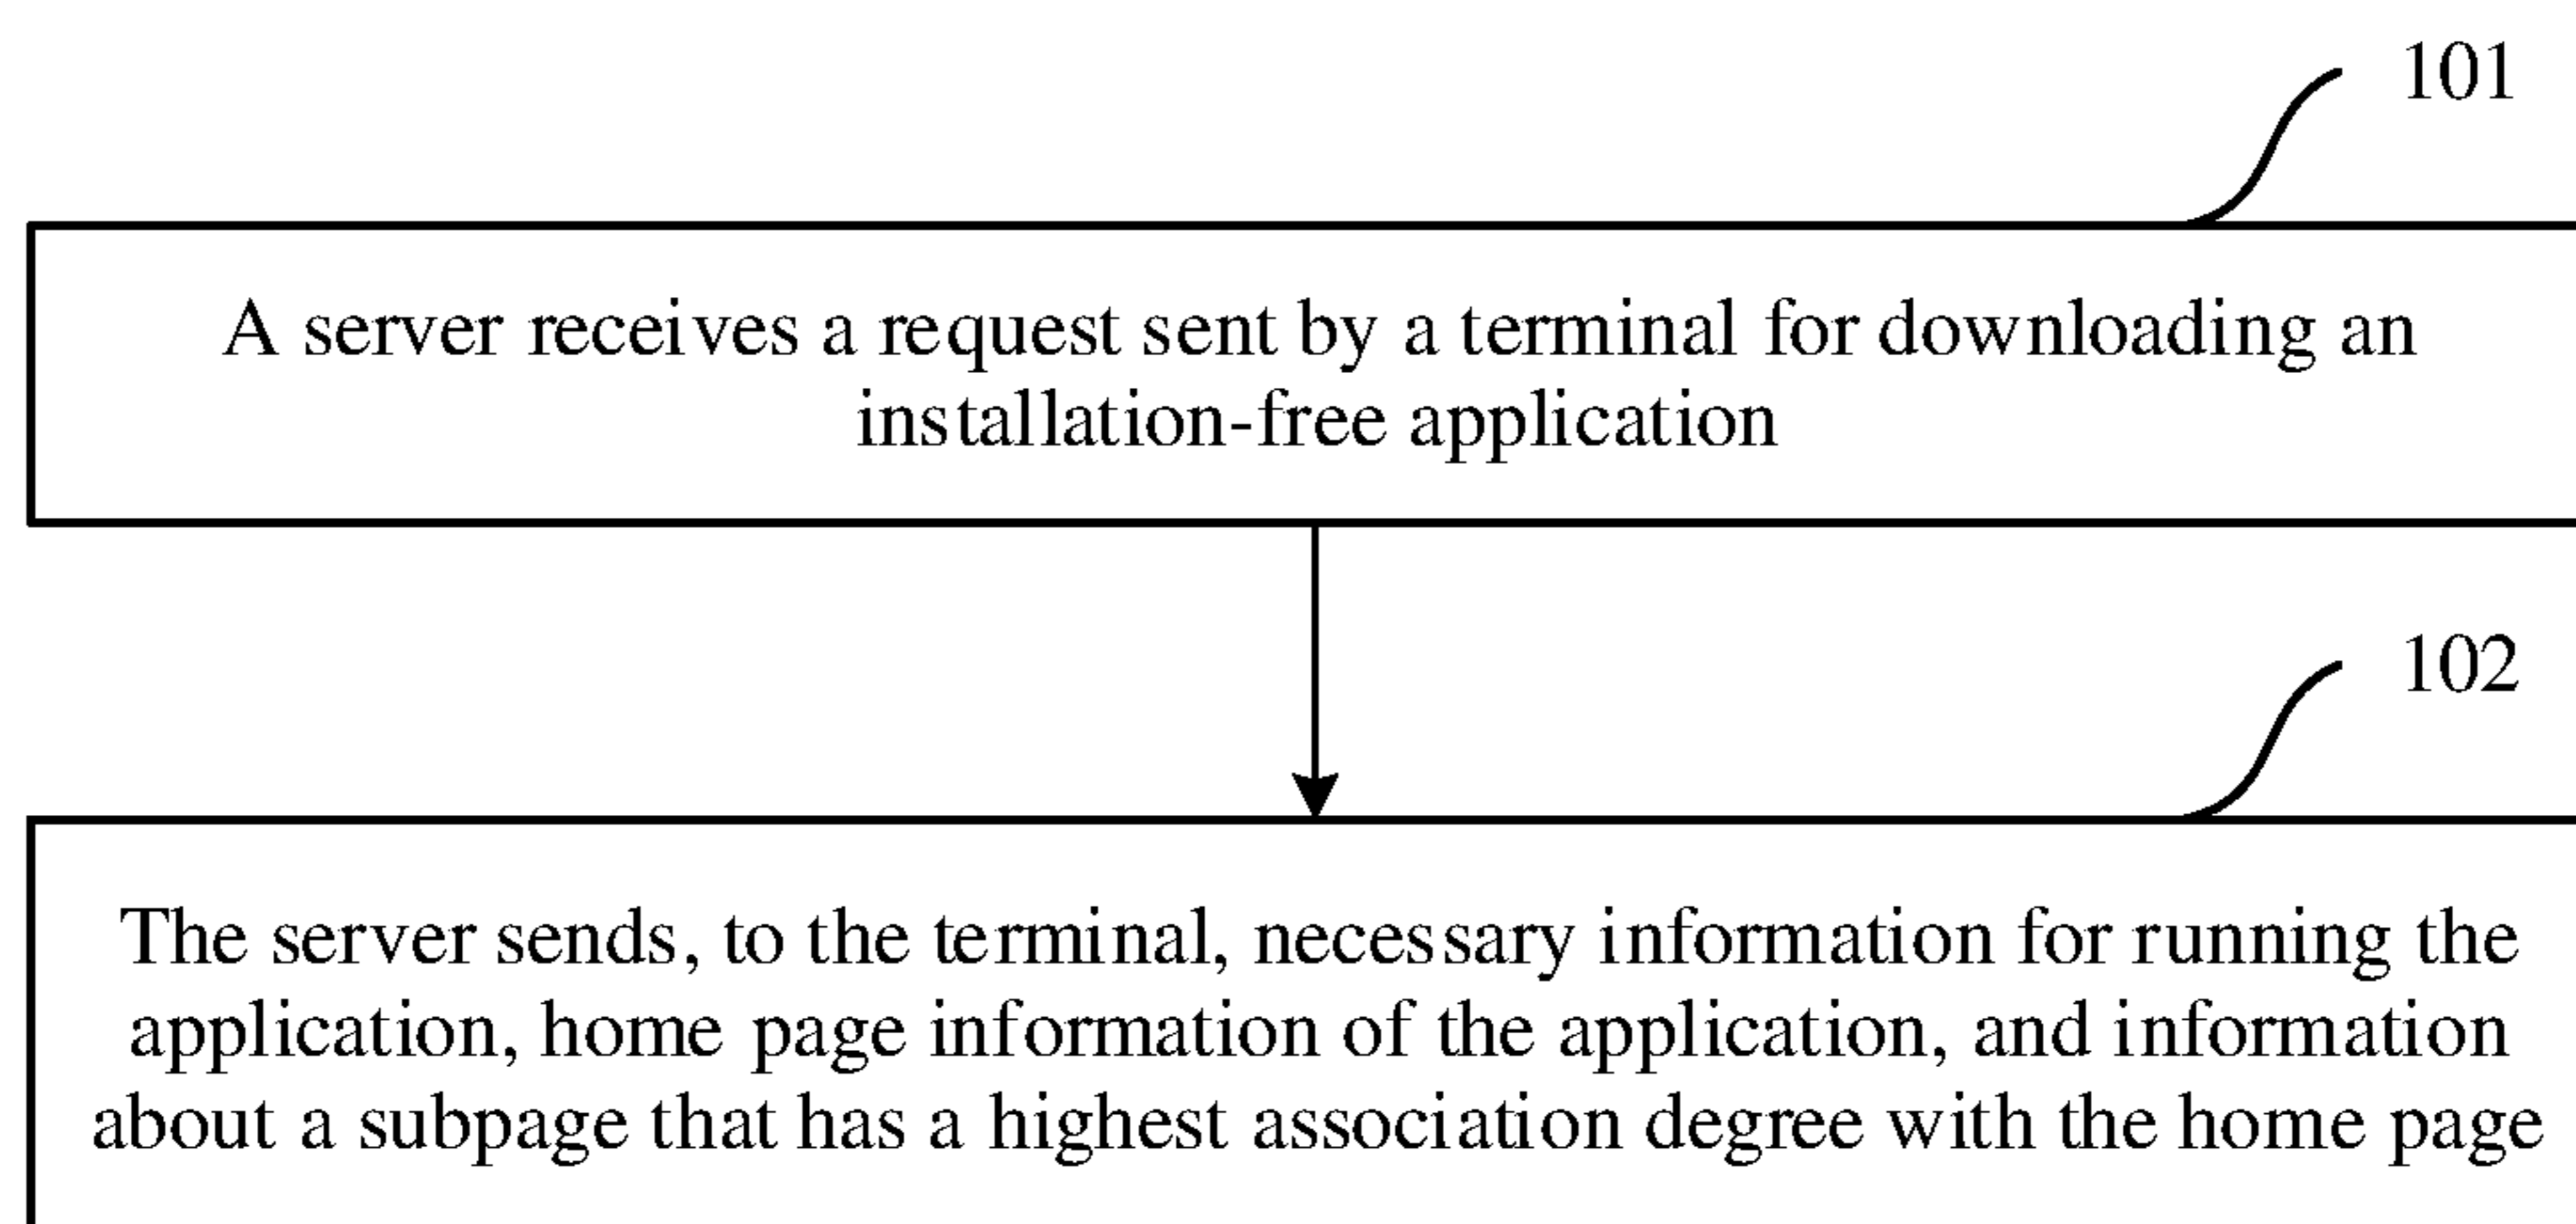 101
A server receives a request sent by a terminal for downloading an
installation-free application
102
The server sends, to the terminal, necessary information for running the
application, home page information of the application, and information
about a subpage that has a highest association degree with the home page